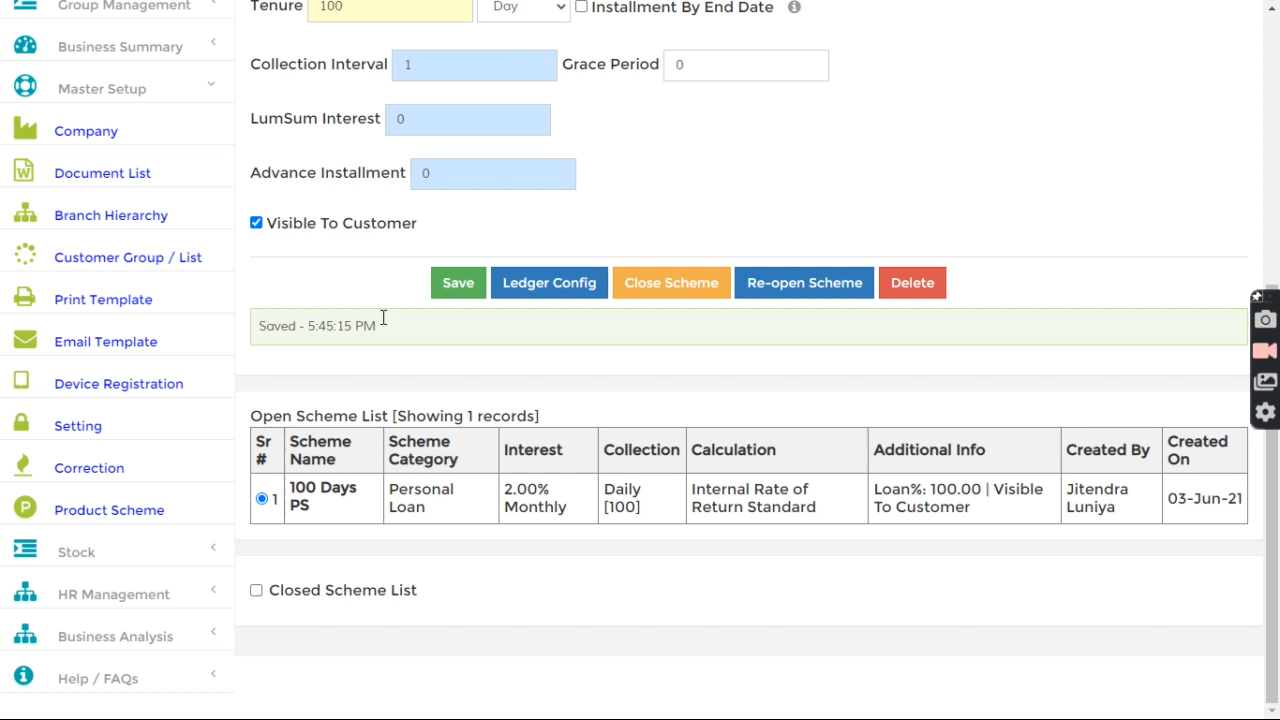 Group Management
Business Summary
Master Setup
Company
Document List
Branch Hierarchy
Customer Group / List
Print Template
Email Template
Device Registration
Setting
Correction
Product Scheme
Stock
HR Management
Business Analysis
Help / FAQs
Tenure 100 Day Installment By End Date
Collection Interval 1 Grace Period 0
LumSum Interest 0
Advance Installment 0
Visible To Customer
Save Ledger Config Close Scheme Re-open Scheme Delete
Saved - 5:45:15 PM
Open Scheme List [Showing 1 records]
Sr # Scheme Name Scheme Category Interest Collection Calculation Additional Info Created By Created On
1 100 Days PS Personal Loan 2.00% Monthly Daily [100] Internal Rate of Return Standard Loan%: 100.00 | Visible To Customer Jitendra Luniya 03-Jun-21
Closed Scheme List